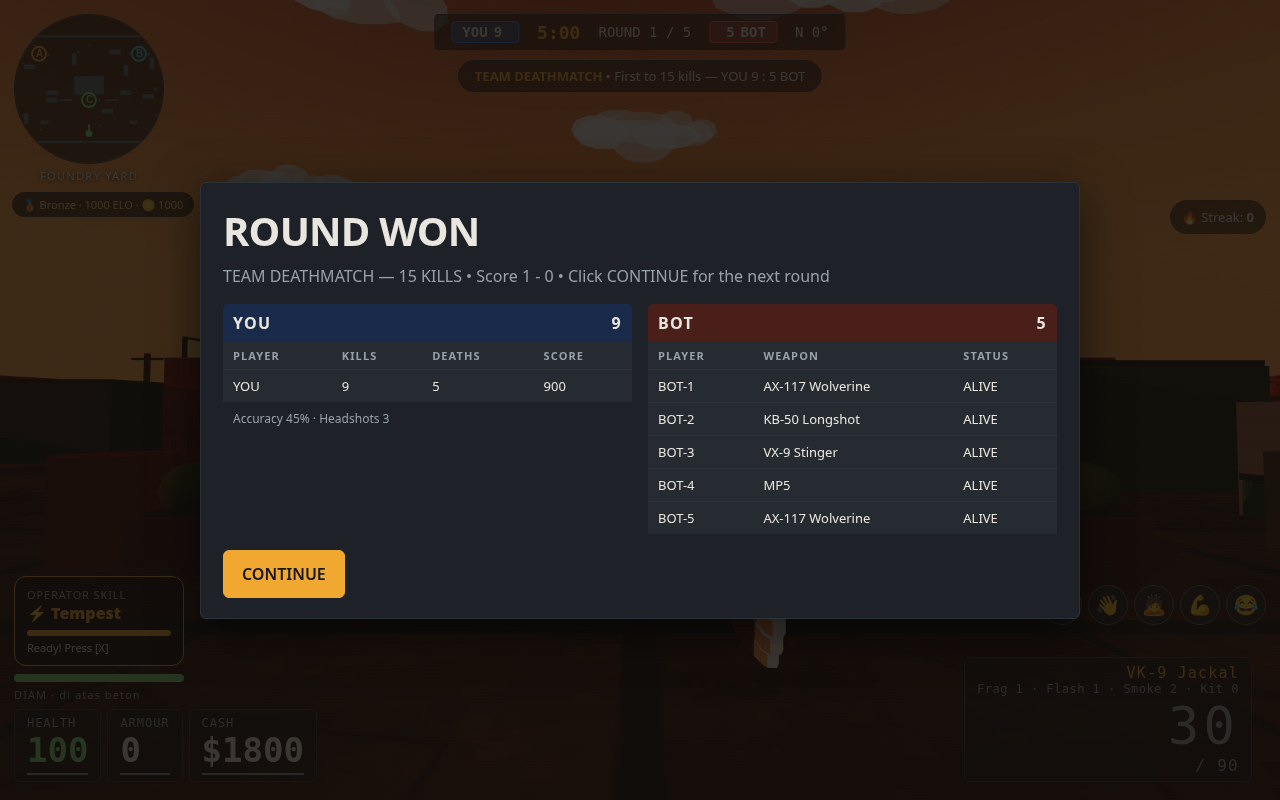 YOU 9 5:00 ROUND 1 / 5 5 BOT N 0°
TEAM DEATHMATCH • First to 15 kills — YOU 9 : 5 BOT
A
B
C
FOUNDRY YARD
Bronze · 1000 ELO · 1000
Streak: 0
ROUND WON
TEAM DEATHMATCH — 15 KILLS • Score 1 - 0 • Click CONTINUE for the next round
YOU 9
PLAYER KILLS DEATHS SCORE
YOU 9 5 900
Accuracy 45% · Headshots 3
BOT 5
PLAYER WEAPON STATUS
BOT-1 AX-117 Wolverine ALIVE
BOT-2 KB-50 Longshot ALIVE
BOT-3 VX-9 Stinger ALIVE
BOT-4 MP5 ALIVE
BOT-5 AX-117 Wolverine ALIVE
CONTINUE
OPERATOR SKILL
Tempest
Ready! Press [X]
DIAM · di atas beton
HEALTH
100
ARMOUR
0
CASH
$1800
VK-9 Jackal
Frag 1 · Flash 1 · Smoke 2 · Kit 0
30
/ 90